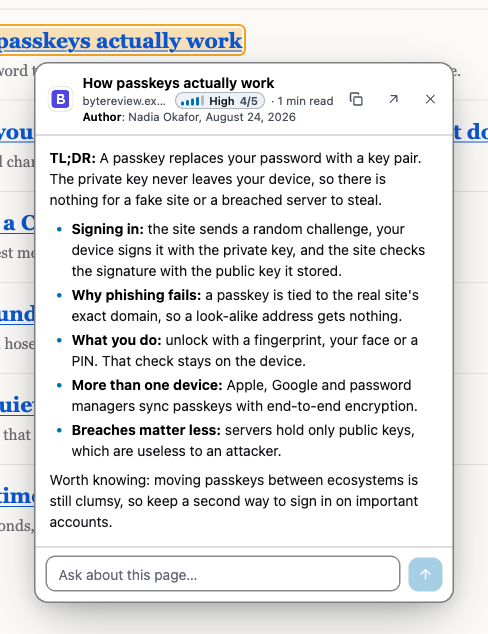 passkeys actually work
How passkeys actually work
B
bytereview.ex... High 4/5 · 1 min read
Author: Nadia Okafor, August 24, 2026
TL;DR: A passkey replaces your password with a key pair.
The private key never leaves your device, so there is
nothing for a fake site or a breached server to steal.
• Signing in: the site sends a random challenge, your
device signs it with the private key, and the site checks
the signature with the public key it stored.
• Why phishing fails: a passkey is tied to the real site's
exact domain, so a look-alike address gets nothing.
• What you do: unlock with a fingerprint, your face or a
PIN. That check stays on the device.
• More than one device: Apple, Google and password
managers sync passkeys with end-to-end encryption.
• Breaches matter less: servers hold only public keys,
which are useless to an attacker.
Worth knowing: moving passkeys between ecosystems is
still clumsy, so keep a second way to sign in on important
accounts.
Ask about this page...